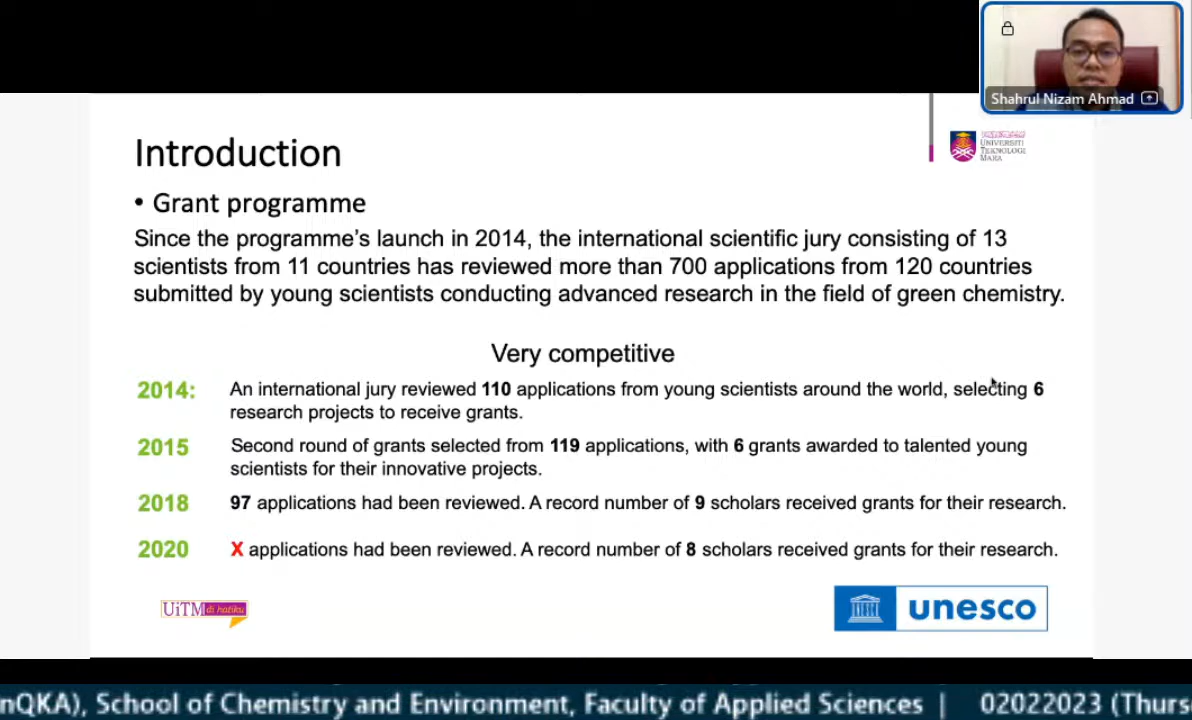 Shahrul Nizam Ahmad
Introduction
UNIVERSITI
TEKNOLOGI
MARA
• Grant programme
Since the programme's launch in 2014, the international scientific jury consisting of 13
scientists from 11 countries has reviewed more than 700 applications from 120 countries
submitted by young scientists conducting advanced research in the field of green chemistry.
Very competitive
2014: An international jury reviewed 110 applications from young scientists around the world, selecting 6
research projects to receive grants.
2015 Second round of grants selected from 119 applications, with 6 grants awarded to talented young
scientists for their innovative projects.
2018 97 applications had been reviewed. A record number of 9 scholars received grants for their research.
2020 X applications had been reviewed. A record number of 8 scholars received grants for their research.
UiTM di hatiku
unesco
nQKA), School of Chemistry and Environment, Faculty of Applied Sciences | 02022023 (Thurs